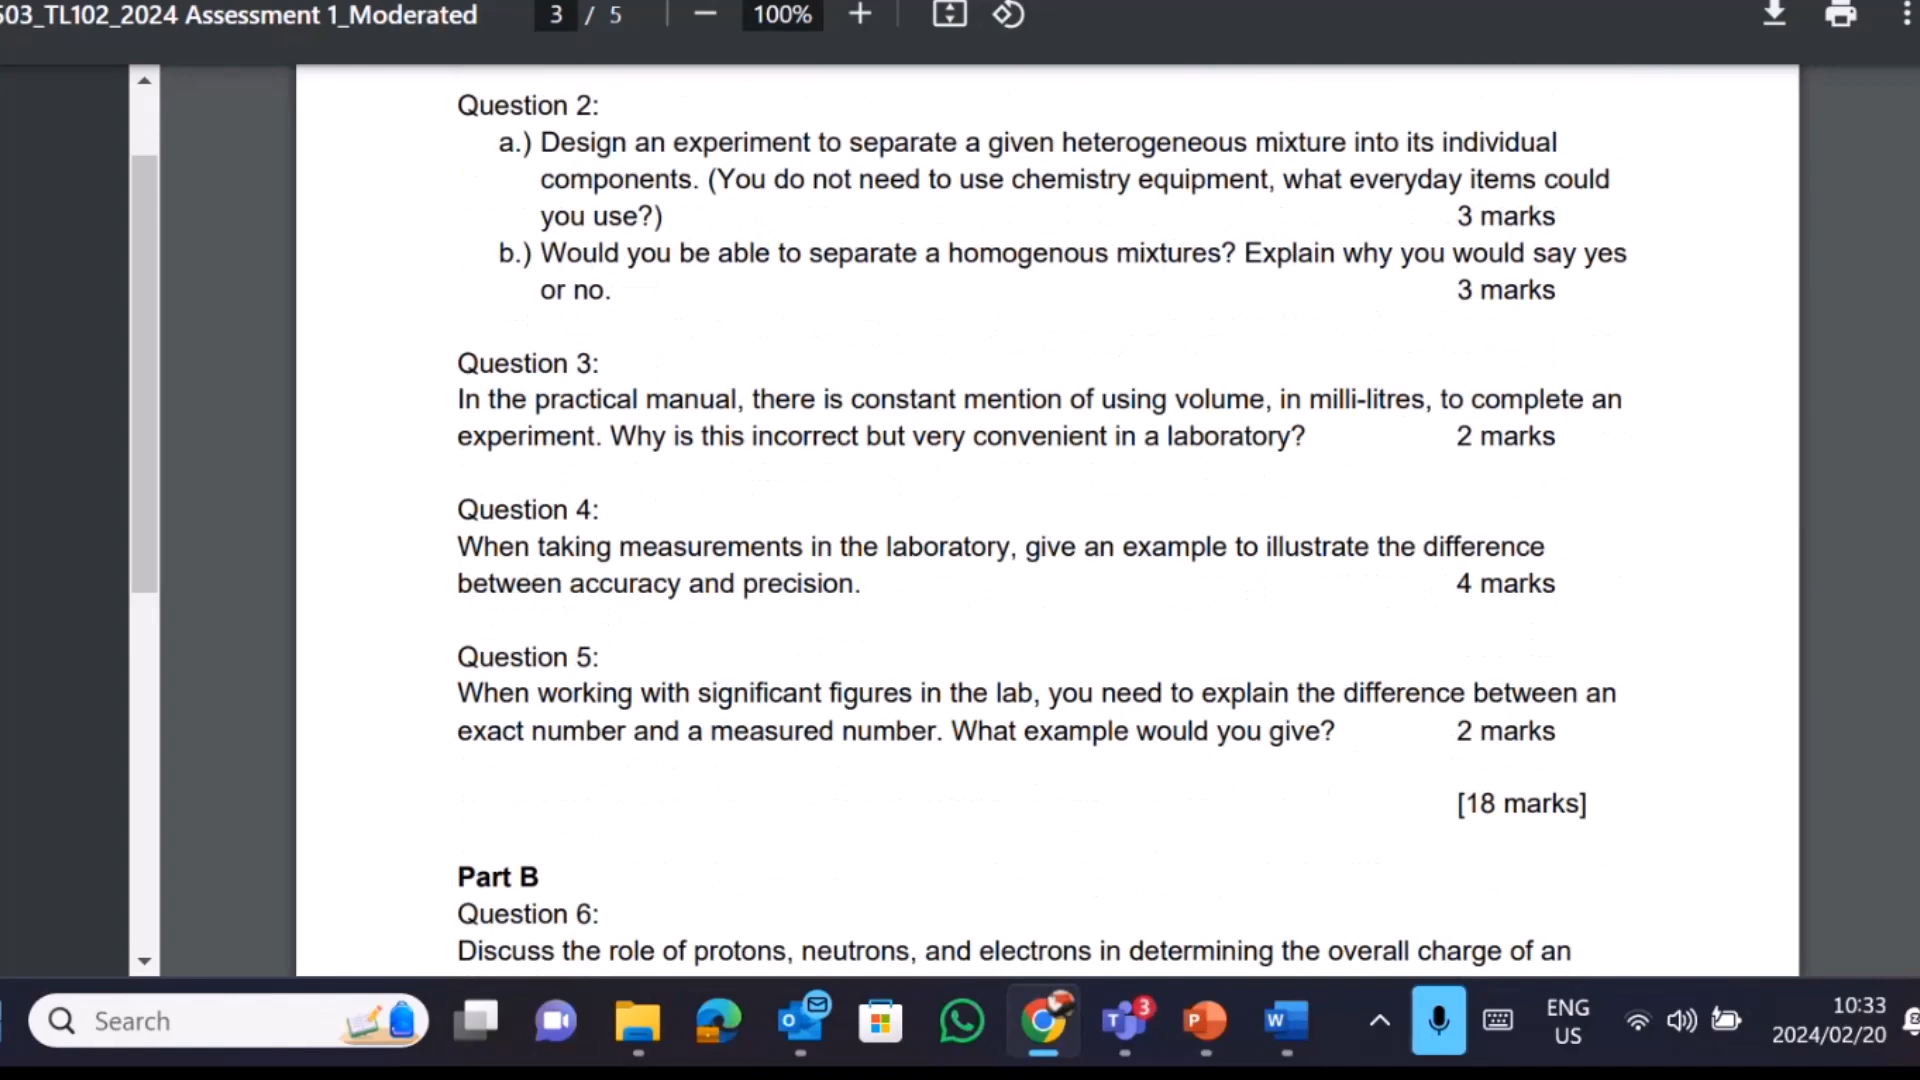 503_TL102_2024 Assessment 1_Moderated 3 / 5 100%
Question 2:
a.) Design an experiment to separate a given heterogeneous mixture into its individual
components. (You do not need to use chemistry equipment, what everyday items could
you use?) 3 marks
b.) Would you be able to separate a homogenous mixtures? Explain why you would say yes
or no. 3 marks
Question 3:
In the practical manual, there is constant mention of using volume, in milli-litres, to complete an
experiment. Why is this incorrect but very convenient in a laboratory? 2 marks
Question 4:
When taking measurements in the laboratory, give an example to illustrate the difference
between accuracy and precision. 4 marks
Question 5:
When working with significant figures in the lab, you need to explain the difference between an
exact number and a measured number. What example would you give? 2 marks
[18 marks]
Part B
Question 6:
Discuss the role of protons, neutrons, and electrons in determining the overall charge of an
Search
T 3
P
W
ENG
US
10:33
2024/02/20